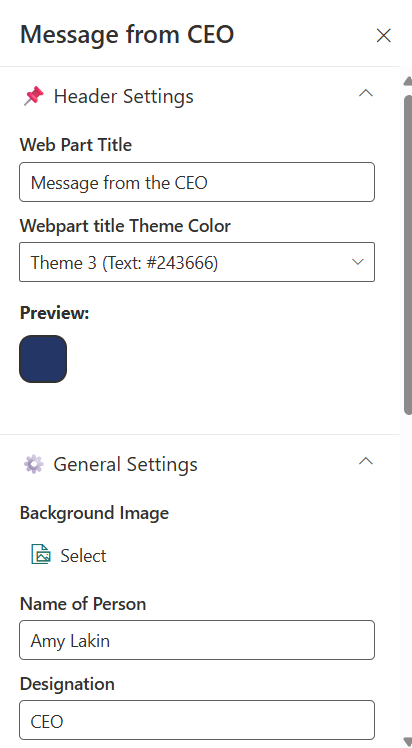 Message from CEO
Header Settings
Web Part Title
Message from the CEO
Webpart title Theme Color
Theme 3 (Text: #243666)
Preview:
General Settings
Background Image
Select
Name of Person
Amy Lakin
Designation
CEO